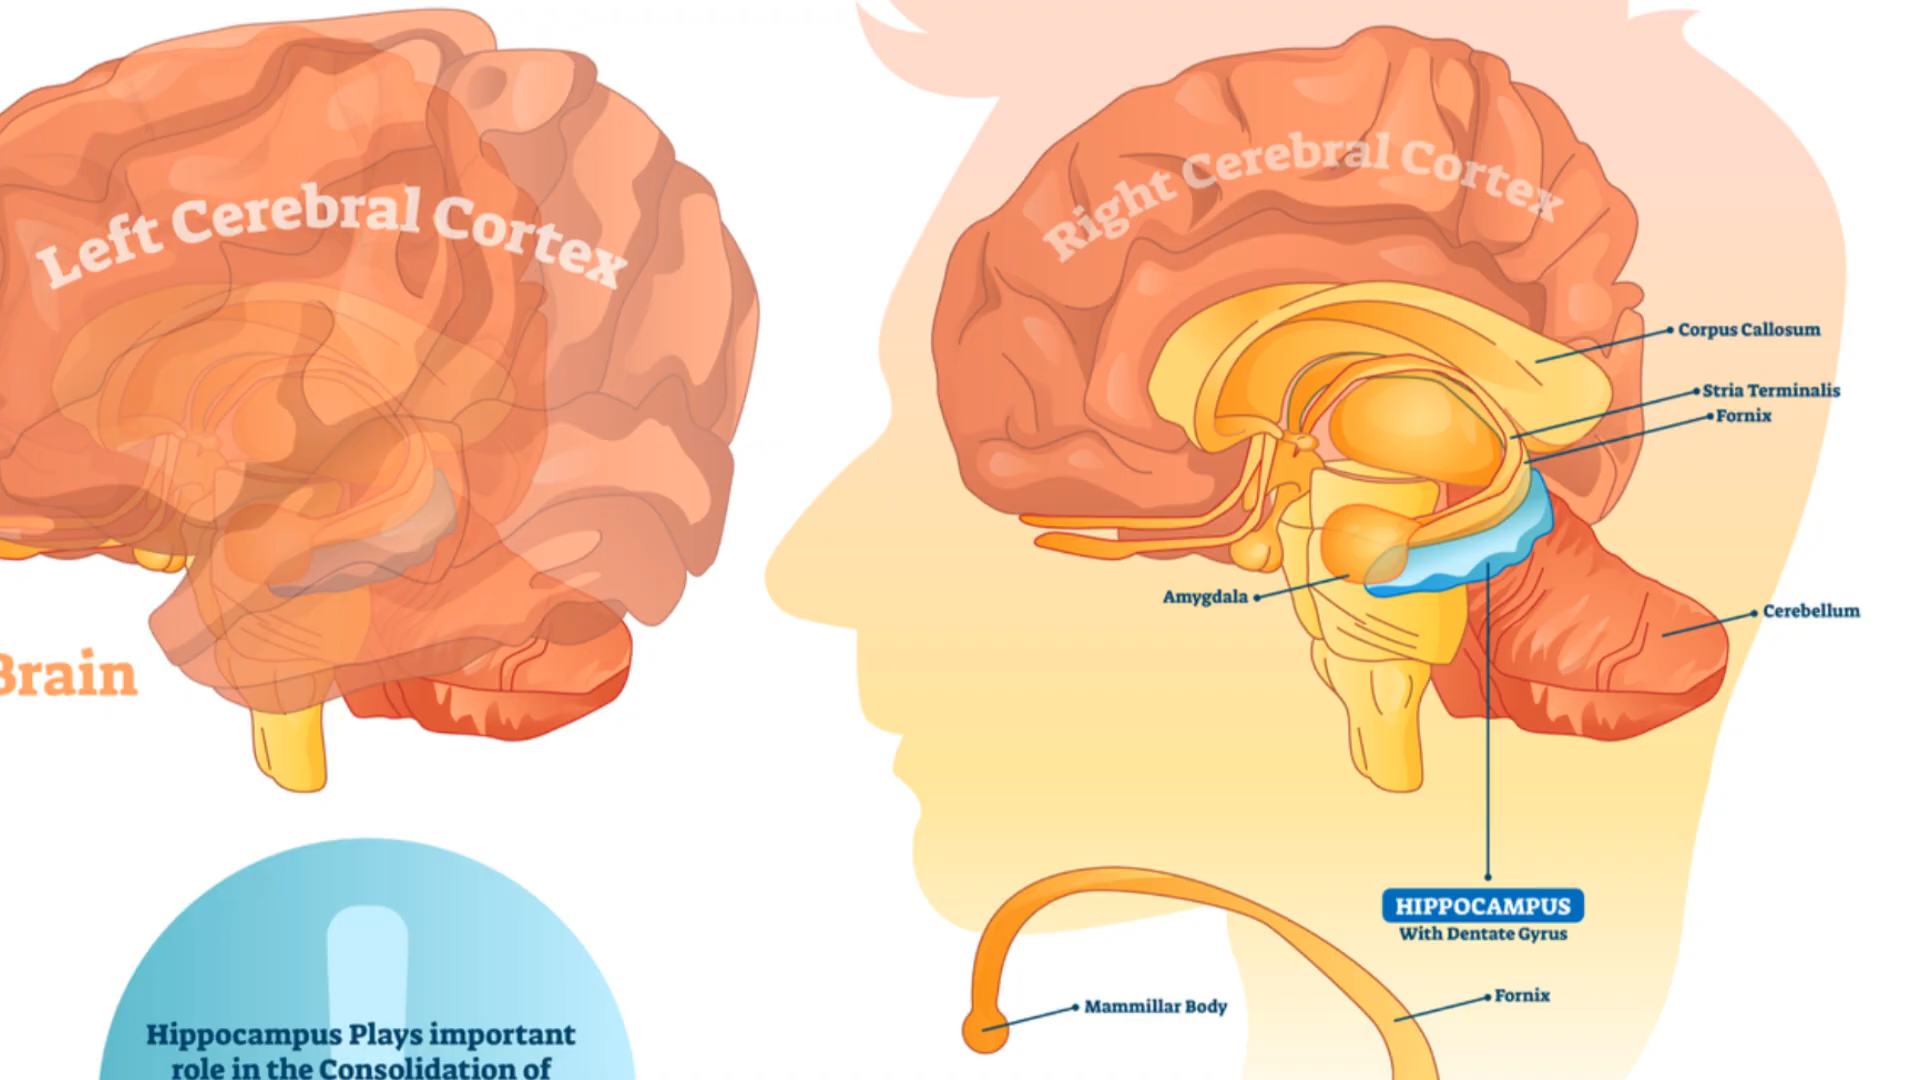 Left Cerebral Cortex
Right Cerebral Cortex
Corpus Callosum
Stria Terminalis
Fornix
Amygdala
Cerebellum
Brain
HIPPOCAMPUS
With Dentate Gyrus
Fornix
Mammillar Body
Hippocampus Plays important
role in the Consolidation of